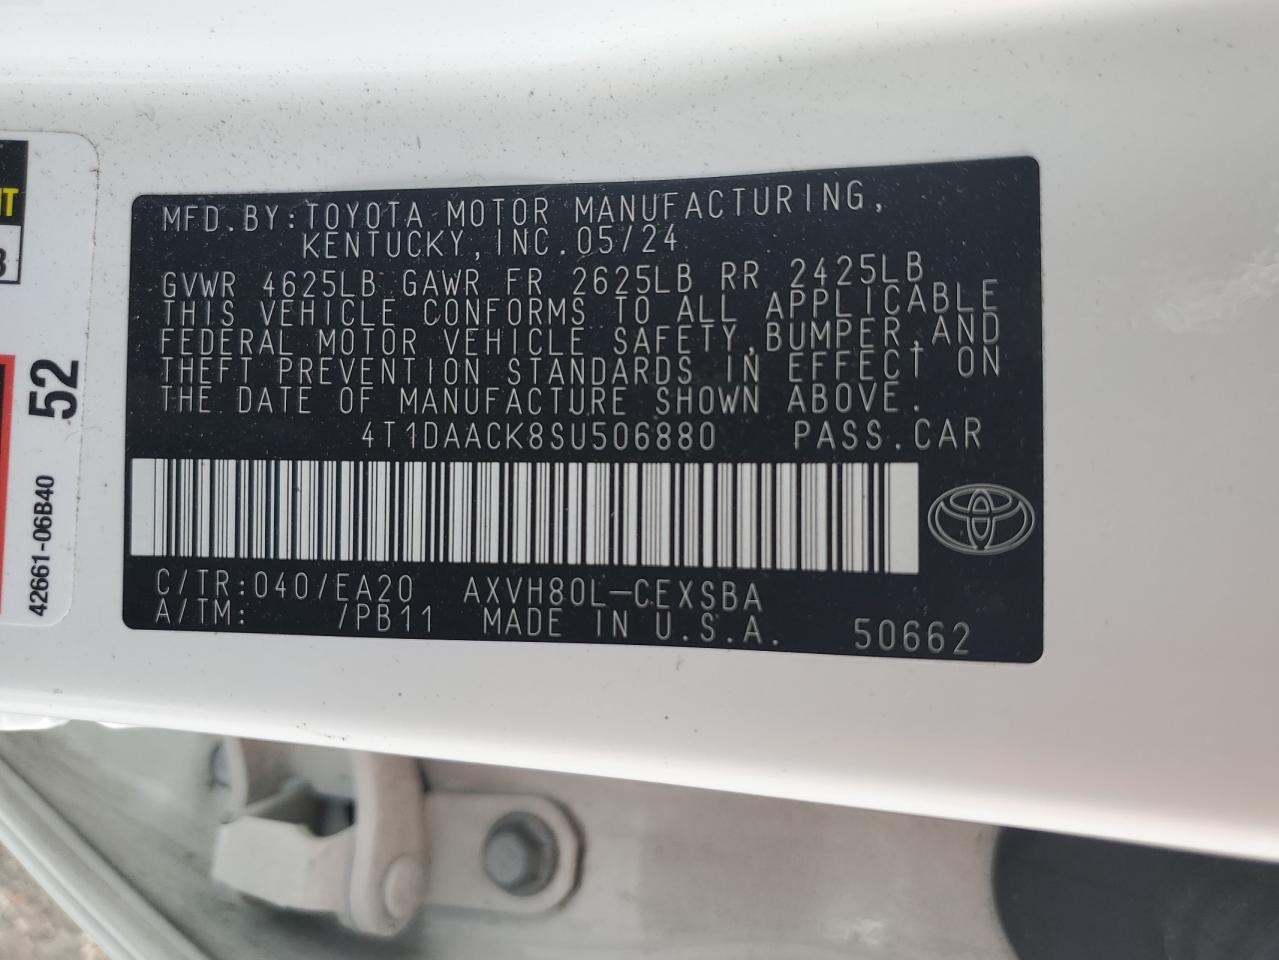 MFD.BY:TOYOTA MOTOR MANUFACTURING,
KENTUCKY,INC.05/24
GVWR 4625LB GAWR FR 2625LB RR 2425LB
THIS VEHICLE CONFORMS TO ALL APPLICABLE
FEDERAL MOTOR VEHICLE SAFETY,BUMPER,AND
THEFT PREVENTION STANDARDS IN EFFECT ON
THE DATE OF MANUFACTURE SHOWN ABOVE.
4T1DAACK8SU506880 PASS.CAR
C/TR:040/EA20 AXVH80L-CEXSBA
A/TM: /PB11 MADE IN U.S.A. 50662
52
42661-06B40